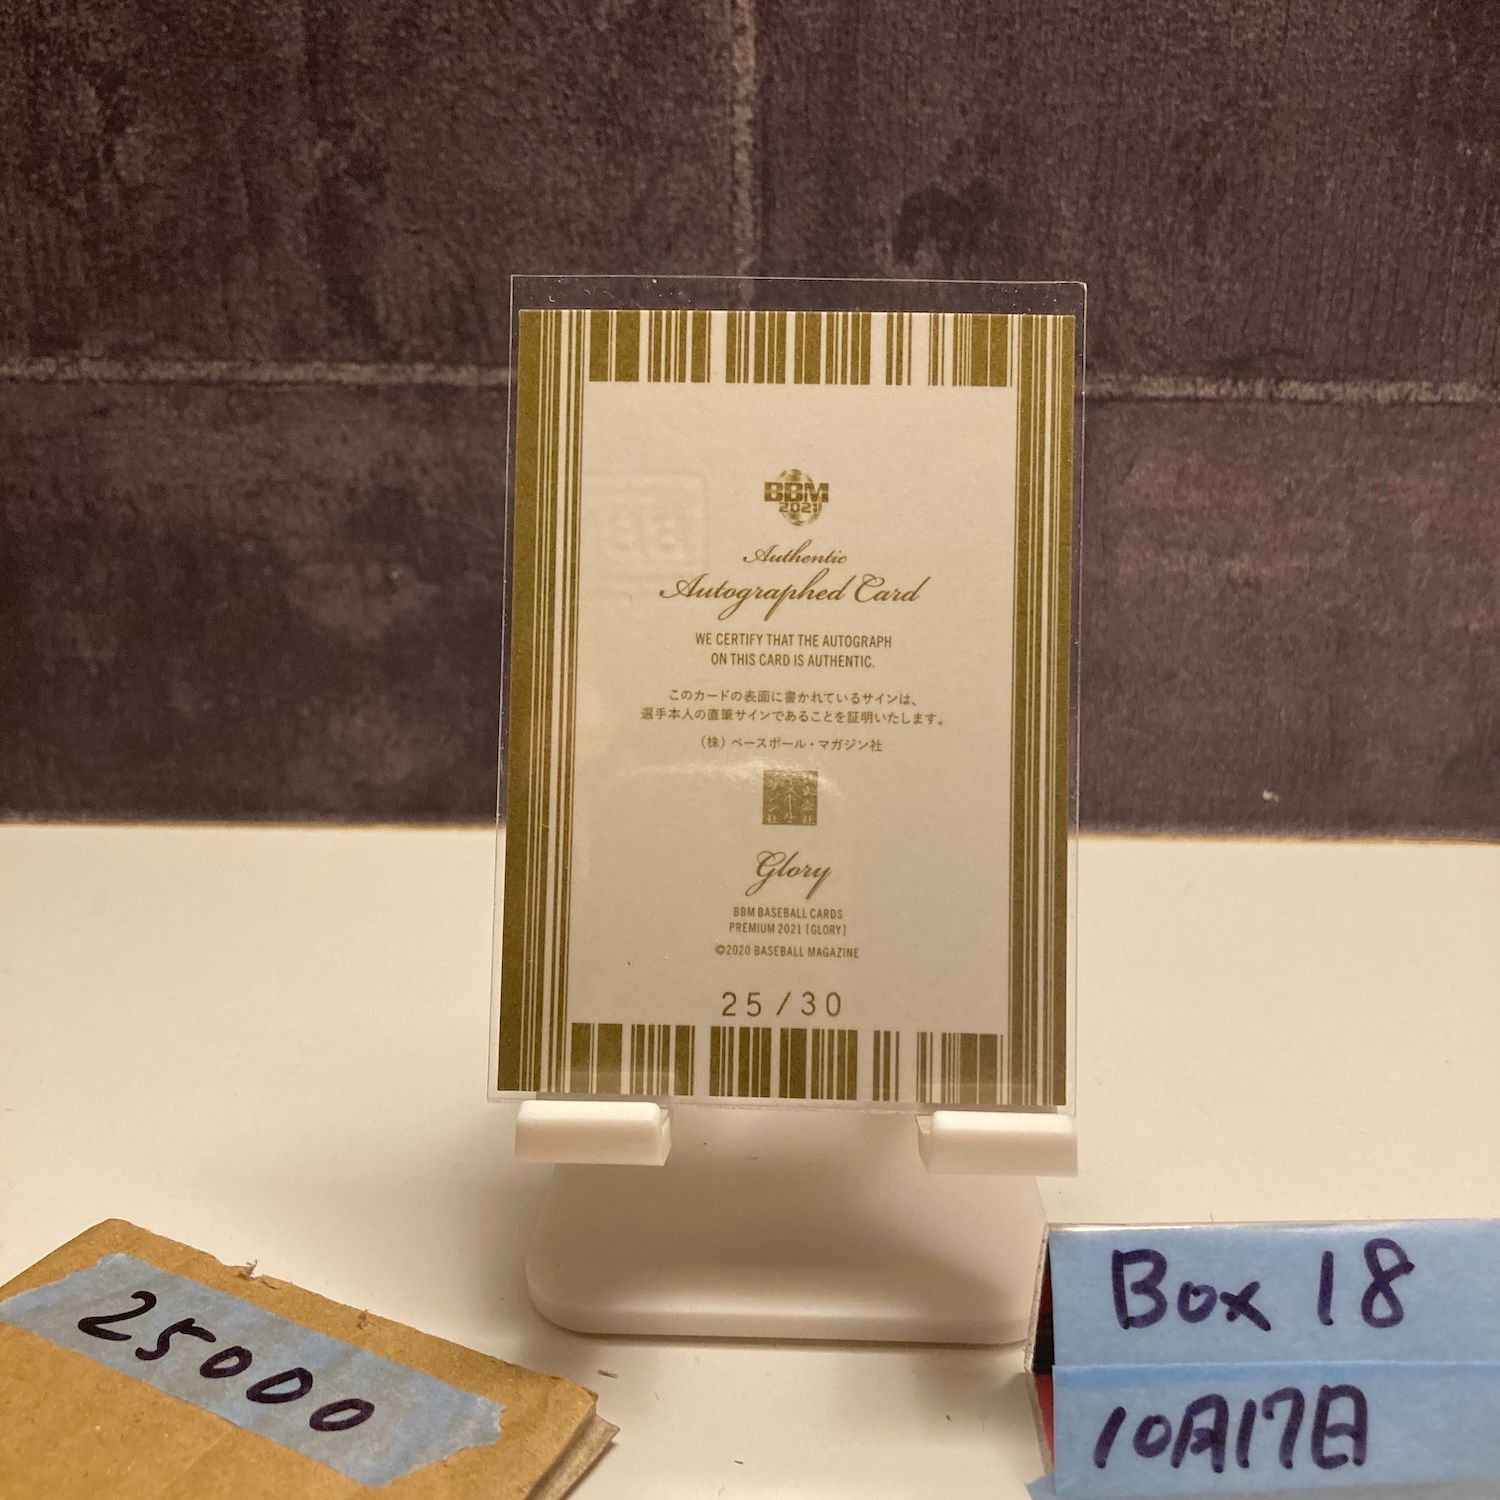 BBM
2021
Authentic
Autographed Card
WE CERTIFY THAT THE AUTOGRAPH
ON THIS CARD IS AUTHENTIC.
このカードの表面に書かれているサインは、
選手本人の直筆サインであることを証明いたします。
(株)ベースボール・マガジン社
Glory
BBM BASEBALL CARDS
PREMIUM 2021 [GLORY]
©2020 BASEBALL MAGAZINE
25/30
25000
Box 18
10月17日